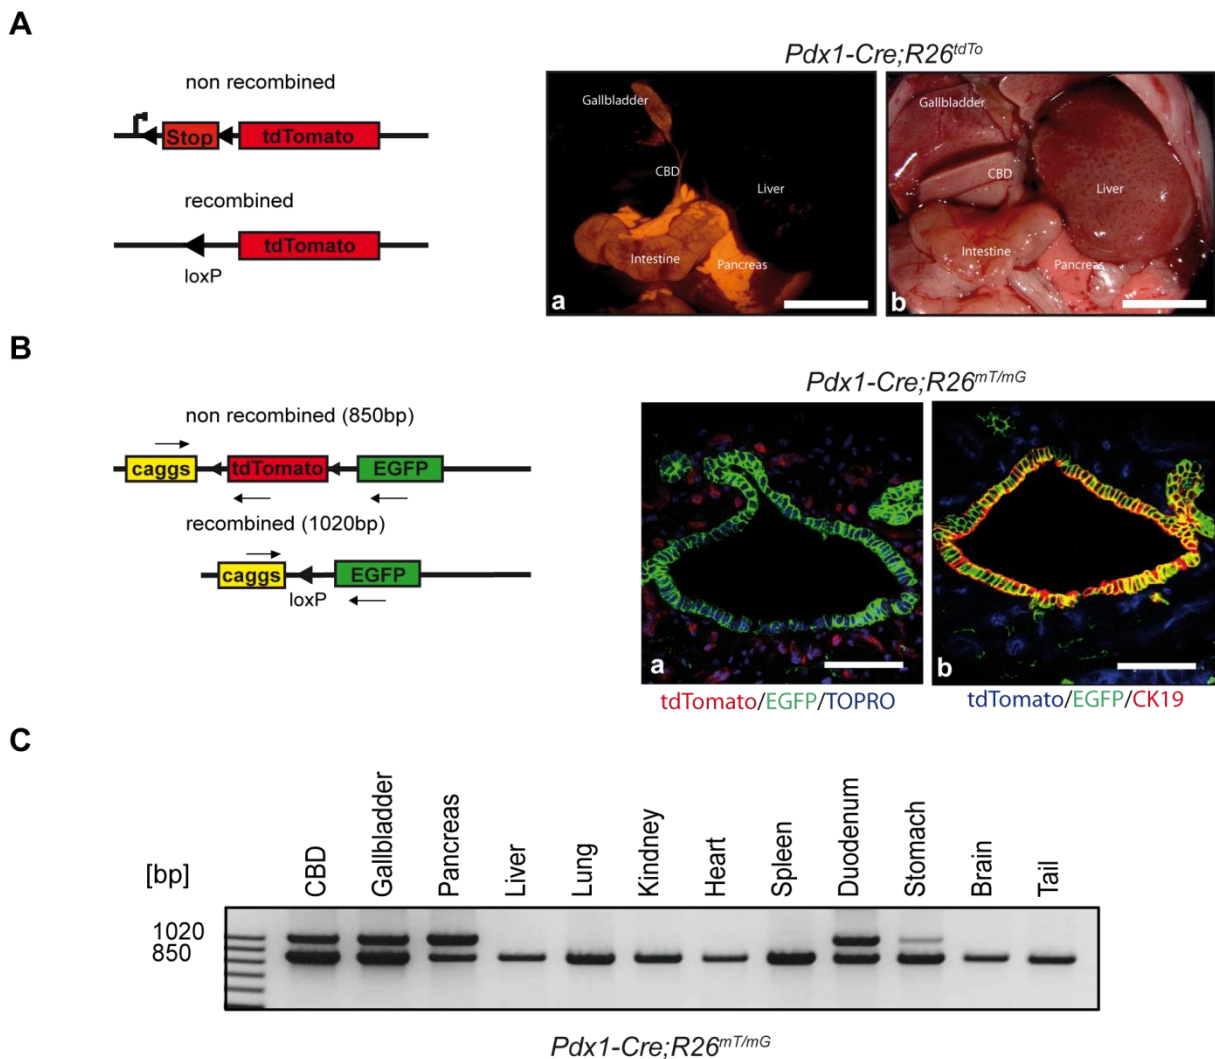 A
non recombined
Stop
tdTomato
recombined
tdTomato
loxP
Pdx1-Cre;R26tdTo
Gallbladder
CBD
Liver
Intestine
Pancreas
a
Gallbladder
CBD
Liver
Intestine
Pancreas
b
B
non recombined (850bp)
caggs
tdTomato
EGFP
recombined (1020bp)
caggs
loxP
EGFP
Pdx1-Cre;R26mT/mG
a
b
tdTomato/EGFP/TOPRO
tdTomato/EGFP/CK19
C
[bp]
CBD
Gallbladder
Pancreas
Liver
Lung
Kindney
Heart
Spleen
Duodenum
Stomach
Brain
Tail
1020
850
Pdx1-Cre;R26mT/mG